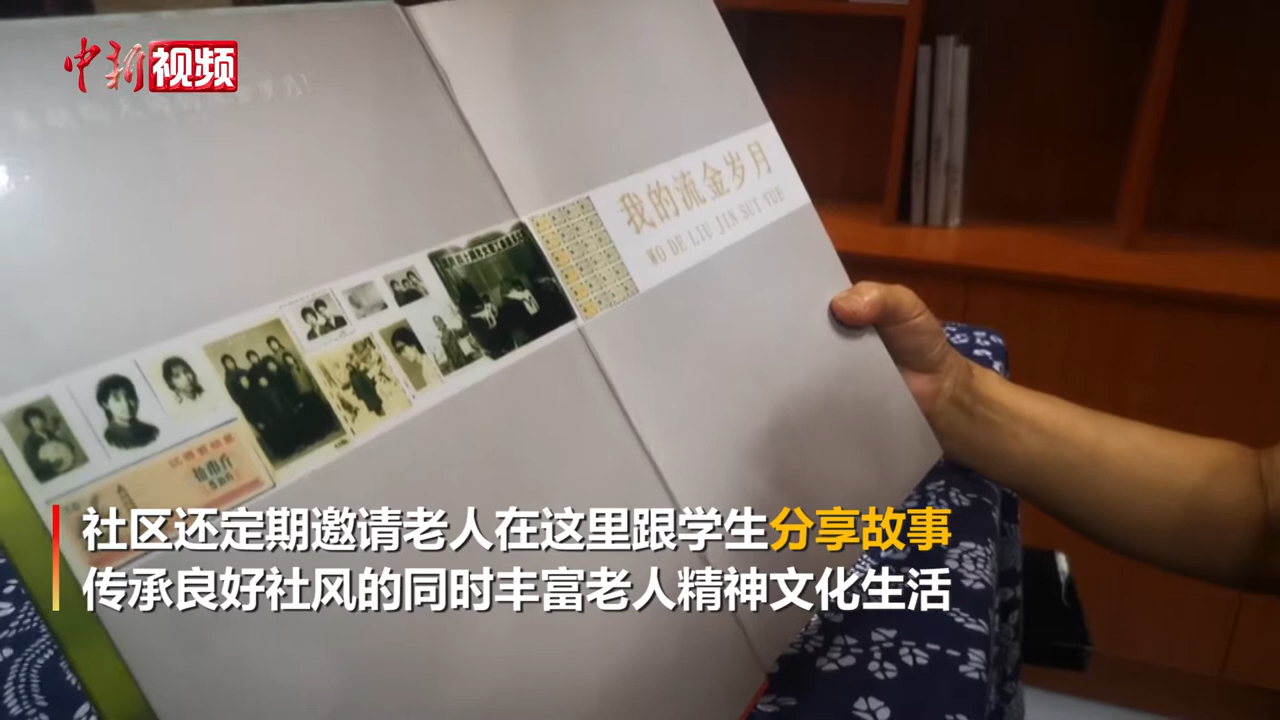 中新视频
我的流金岁月
WO DE LIU JIN SUI YUE
社区还定期邀请老人在这里跟学生分享故事
传承良好社风的同时丰富老人精神文化生活